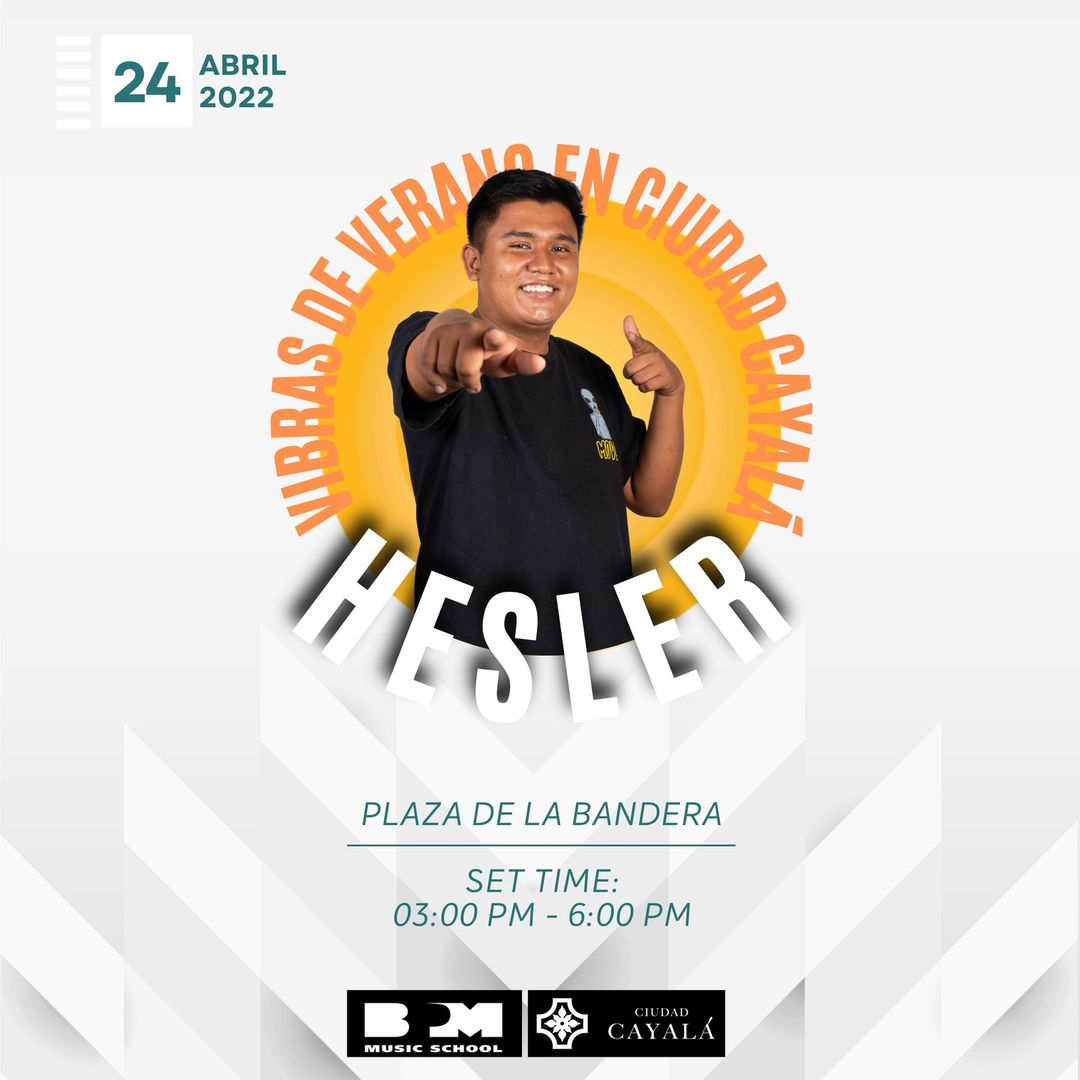 24
ABRIL
2022
VIBRAS DE VERANO EN CIUDAD CAYALÁ
HESLER
PLAZA DE LA BANDERA
SET TIME:
03:00 PM - 6:00 PM
BPM
MUSIC SCHOOL
CIUDAD
CAYALÁ